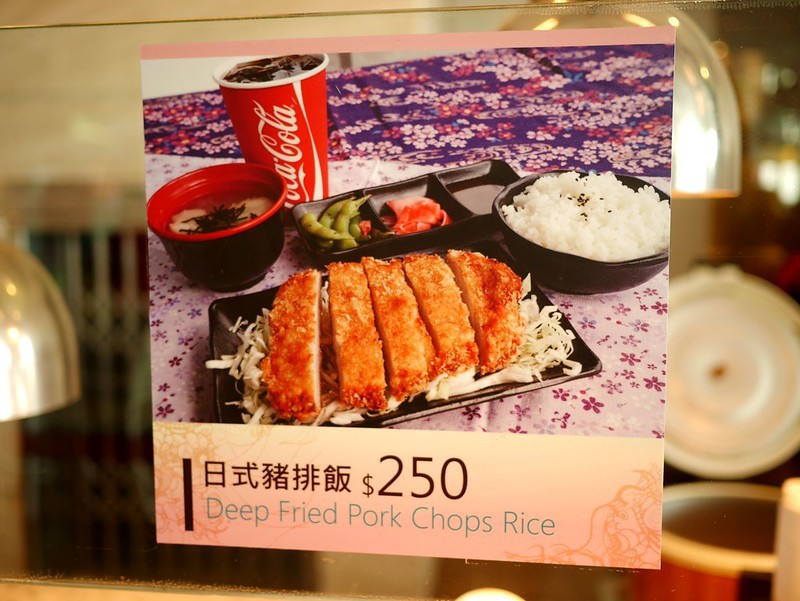 Coca-Cola
日式豬排飯 $250
Deep Fried Pork Chops Rice